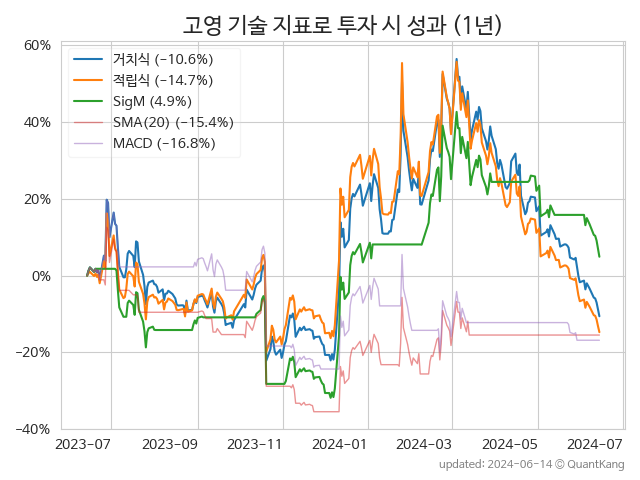 고영 기술 지표로 투자 시 성과 (1년)
60%
40%
20%
0%
−20%
−40%
거치식 (−10.6%)
적립식 (−14.7%)
SigM (4.9%)
SMA(20) (−15.4%)
MACD (−16.8%)
2023-07 2023-09 2023-11 2024-01 2024-03 2024-05 2024-07
updated: 2024-06-14 ⓒ QuantKang